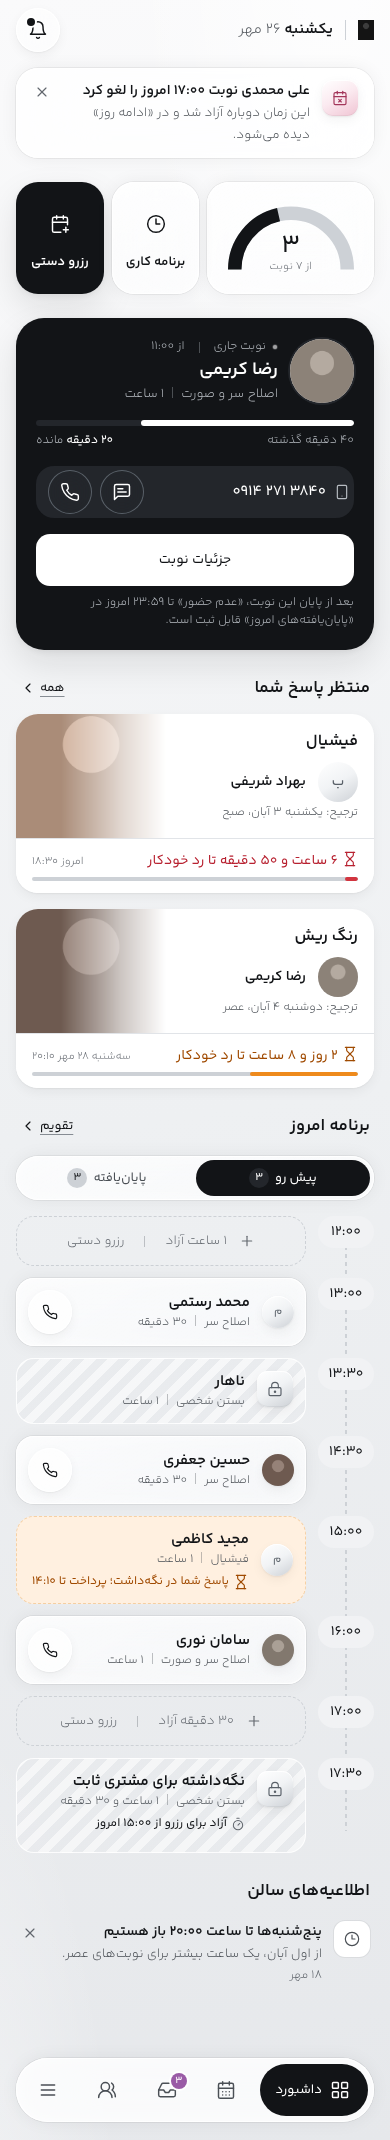 یکشنبه ۲۶ مهر
علی محمدی نوبت ۱۷:۰۰ امروز را لغو کرد
این زمان دوباره آزاد شد و در «ادامه روز»
دیده می‌شود.
۳
از ۷ نوبت
برنامه کاری
رزرو دستی
نوبت جاری | از ۱۱:۰۰
رضا کریمی
اصلاح سر و صورت | ۱ ساعت
۴۰ دقیقه گذشته
۲۰ دقیقه مانده
۰۹۱۴ ۲۷۱ ۳۸۴۰
جزئیات نوبت
بعد از پایان این نوبت، «عدم حضور» تا ۲۳:۵۹ امروز در
«پایان‌یافته‌های امروز» قابل ثبت است.
منتظر پاسخ شما
همه
فیشیال
ب
بهراد شریفی
ترجیح: یکشنبه ۳ آبان، صبح
۶ ساعت و ۵۰ دقیقه تا رد خودکار
امروز ۱۸:۳۰
رنگ ریش
رضا کریمی
ترجیح: دوشنبه ۴ آبان، عصر
۲ روز و ۸ ساعت تا رد خودکار
سه‌شنبه ۲۸ مهر ۲۰:۱۰
برنامه امروز
تقویم
پیش رو ۳
پایان‌یافته ۳
۱۲:۰۰
۱ ساعت آزاد | رزرو دستی
۱۳:۰۰
م
محمد رستمی
اصلاح سر | ۳۰ دقیقه
۱۳:۳۰
ناهار
بستن شخصی | ۱ ساعت
۱۴:۳۰
حسین جعفری
اصلاح سر | ۳۰ دقیقه
۱۵:۰۰
م
مجید کاظمی
فیشیال | ۱ ساعت
پاسخ شما در نگه‌داشت؛ پرداخت تا ۱۴:۱۰
۱۶:۰۰
سامان نوری
اصلاح سر و صورت | ۱ ساعت
۱۷:۰۰
۳۰ دقیقه آزاد | رزرو دستی
۱۷:۳۰
نگه‌داشته برای مشتری ثابت
بستن شخصی | ۱ ساعت و ۳۰ دقیقه
آزاد برای رزرو از ۱۵:۰۰ امروز
اطلاعیه‌های سالن
پنج‌شنبه‌ها تا ساعت ۲۰:۰۰ باز هستیم
از اول آبان، یک ساعت بیشتر برای نوبت‌های عصر.
۱۸ مهر
داشبورد
۳